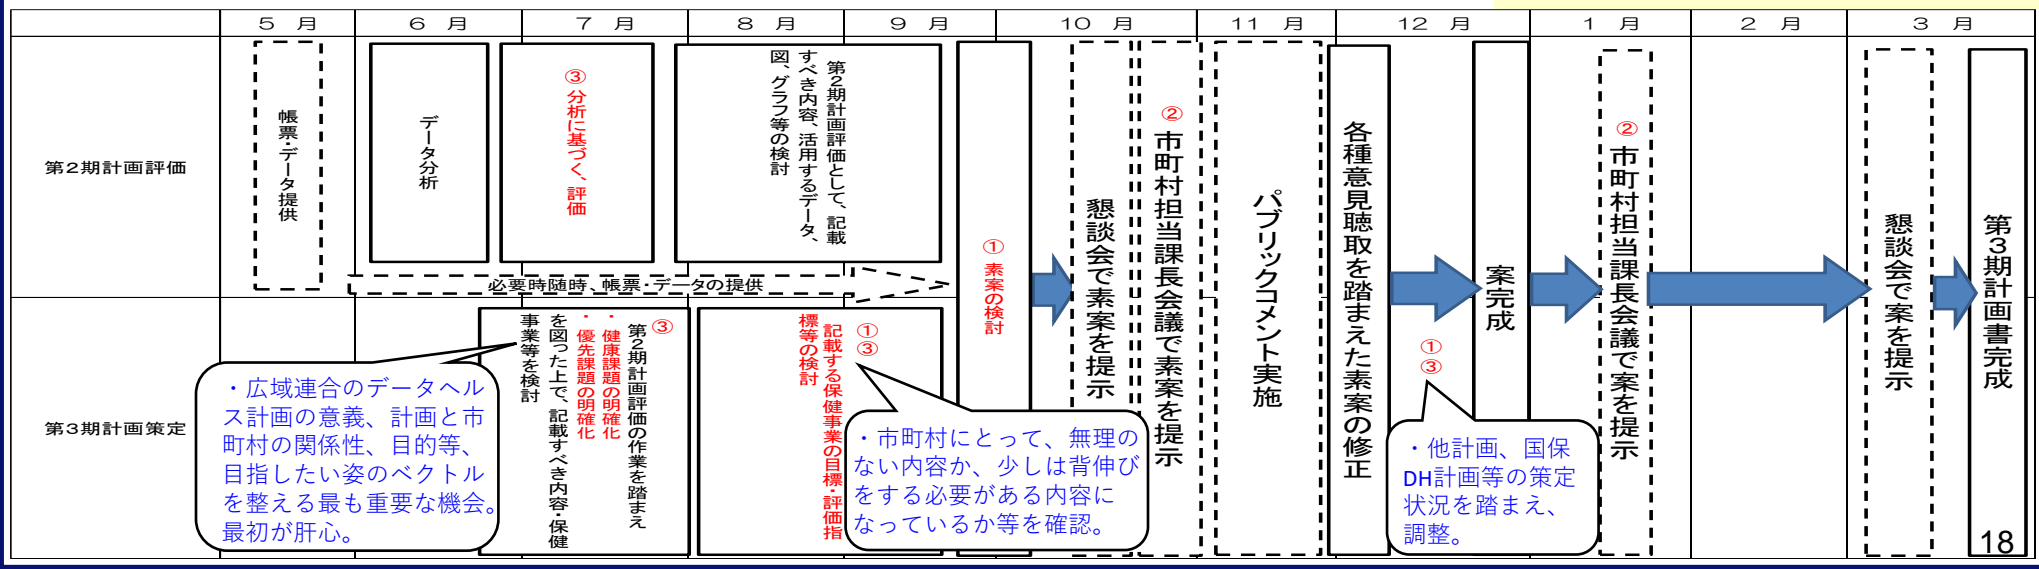 5 月
6 月
7 月
8 月
9 月
10 月
11 月
12 月
1 月
2 月
3 月
第2期計画評価
帳票・データ提供
データ分析
③分析に基づく、評価
第2期計画評価として、記載
すべき内容、活用するデータ、
図、グラフ等の検討
必要時随時、帳票・データの提供
①素案の検討
懇談会で素案を提示
②市町村担当課長会議で素案を提示
パブリックコメント実施
各種意見聴取を踏まえた素案の修正
①
③
案完成
②市町村担当課長会議で案を提示
懇談会で案を提示
第3期計画書完成
第3期計画策定
③
第2期計画評価の作業を踏まえ
・健康課題の明確化
・優先課題の明確化
を図つた上で、記載すべき内容・保健
事業等を検討
①
③
記載する保健事業の目標・評価指
標等の検討
・広域連合のデータヘル
ス計画の意義、計画と市
町村の関係性、目的等、
目指したい姿のベクトル
を整える最も重要な機会。
最初が肝心。
・市町村にとって、無理の
ない内容か、少しは背伸び
をする必要がある内容に
なっているか等を確認。
・他計画、国保
DH計画等の策定
状況を踏まえ、
調整。
18